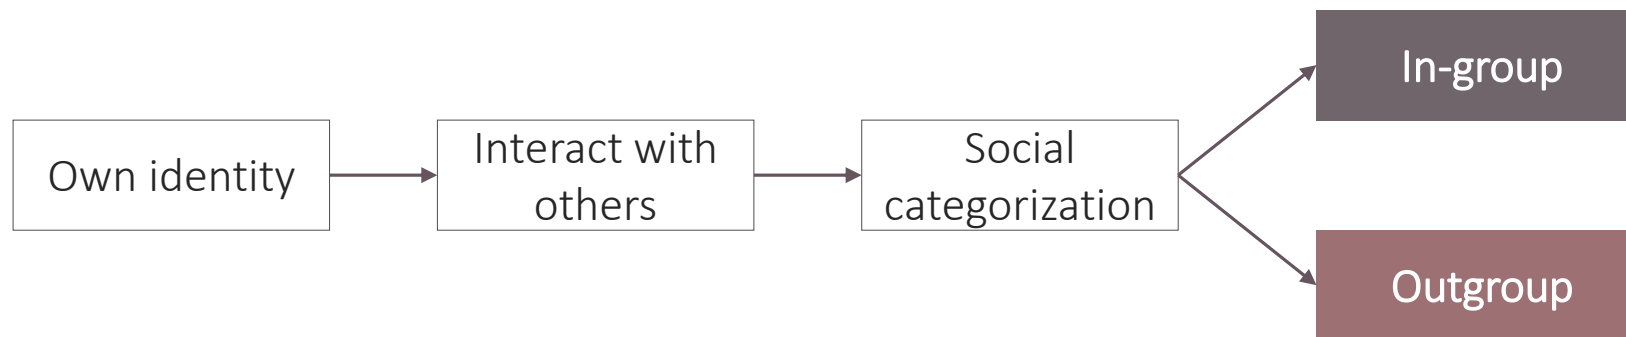 Own identity
Interact with
others
Social
categorization
In-group
Outgroup